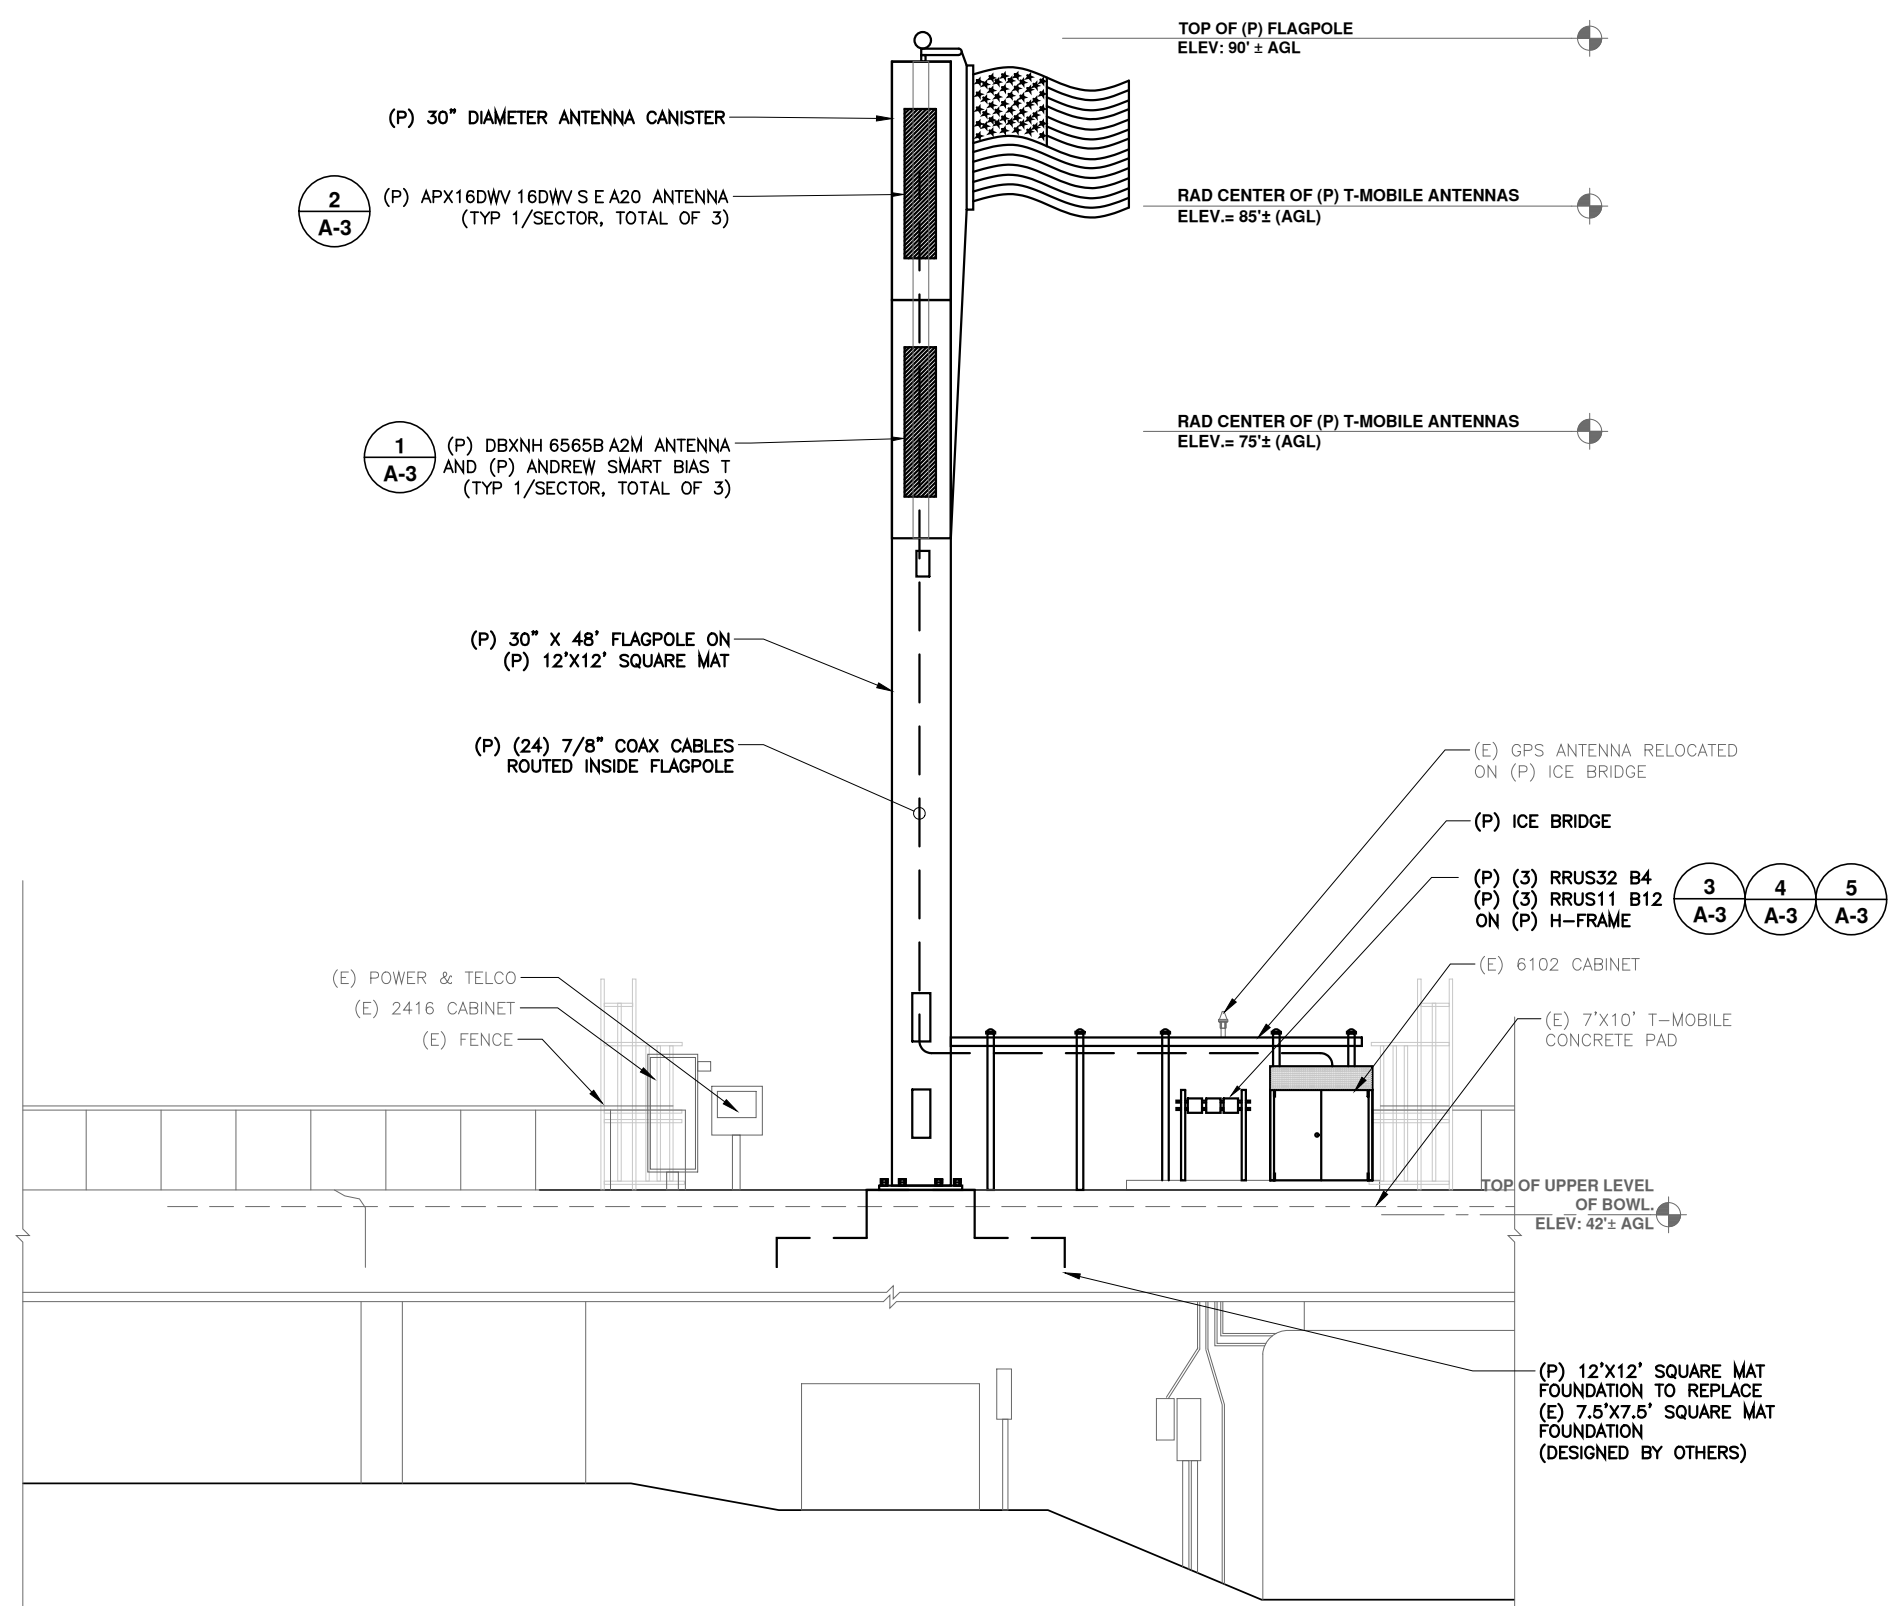 TOP OF (P) FLAGPOLE
ELEV: 90' ± AGL
(P) 30" DIAMETER ANTENNA CANISTER
2
A-3
(P) APX16DWV 16DWV S E A20 ANTENNA
(TYP 1/SECTOR, TOTAL OF 3)
RAD CENTER OF (P) T-MOBILE ANTENNAS
ELEV.= 85'± (AGL)
1
A-3
(P) DBXNH 6565B A2M ANTENNA
AND (P) ANDREW SMART BIAS T
(TYP 1/SECTOR, TOTAL OF 3)
RAD CENTER OF (P) T-MOBILE ANTENNAS
ELEV.= 75'± (AGL)
(P) 30" X 48' FLAGPOLE ON
(P) 12'X12' SQUARE MAT
(P) (24) 7/8" COAX CABLES
ROUTED INSIDE FLAGPOLE
(E) GPS ANTENNA RELOCATED
ON (P) ICE BRIDGE
(P) ICE BRIDGE
(P) (3) RRUS32 B4
(P) (3) RRUS11 B12
ON (P) H-FRAME
3
A-3
4
A-3
5
A-3
(E) POWER & TELCO
(E) 2416 CABINET
(E) FENCE
(E) 6102 CABINET
(E) 7'X10' T-MOBILE
CONCRETE PAD
TOP OF UPPER LEVEL
OF BOWL.
ELEV: 42'± AGL
(P) 12'X12' SQUARE MAT
FOUNDATION TO REPLACE
(E) 7.5'X7.5' SQUARE MAT
FOUNDATION
(DESIGNED BY OTHERS)